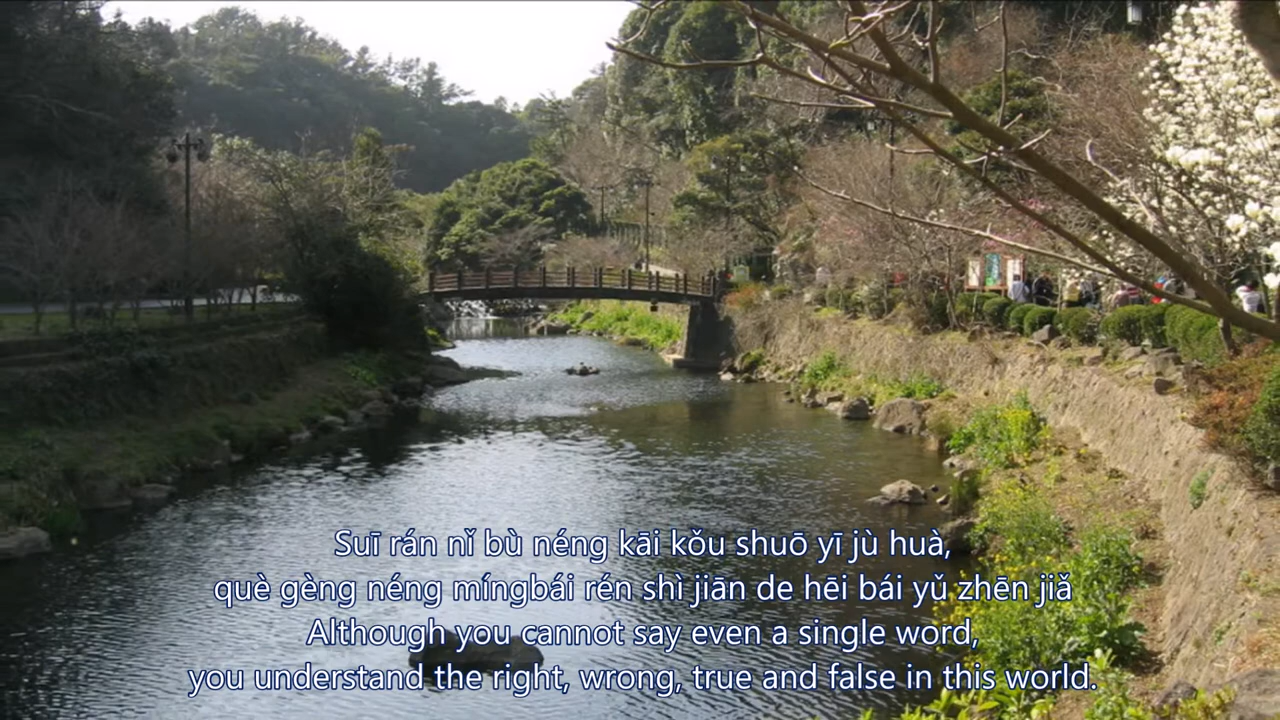 Suī rán nǐ bù néng kāi kǒu shuō yī jù huà,
què gèng néng míngbái rén shì jiān de hēi bái yǔ zhēn jiǎ
Although you cannot say even a single word,
you understand the right, wrong, true and false in this world.